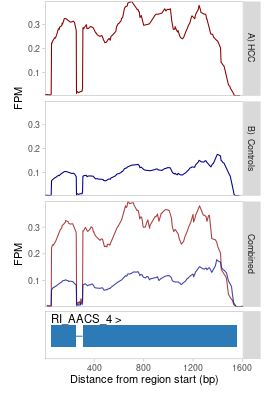 0.3
0.2
0.1
A) HCC
FPM
0.3
0.2
0.1
B) Controls
0.3
0.2
0.1
FPM
Combined
RI_AACS_4 >
400 800 1200 1600
Distance from region start (bp)